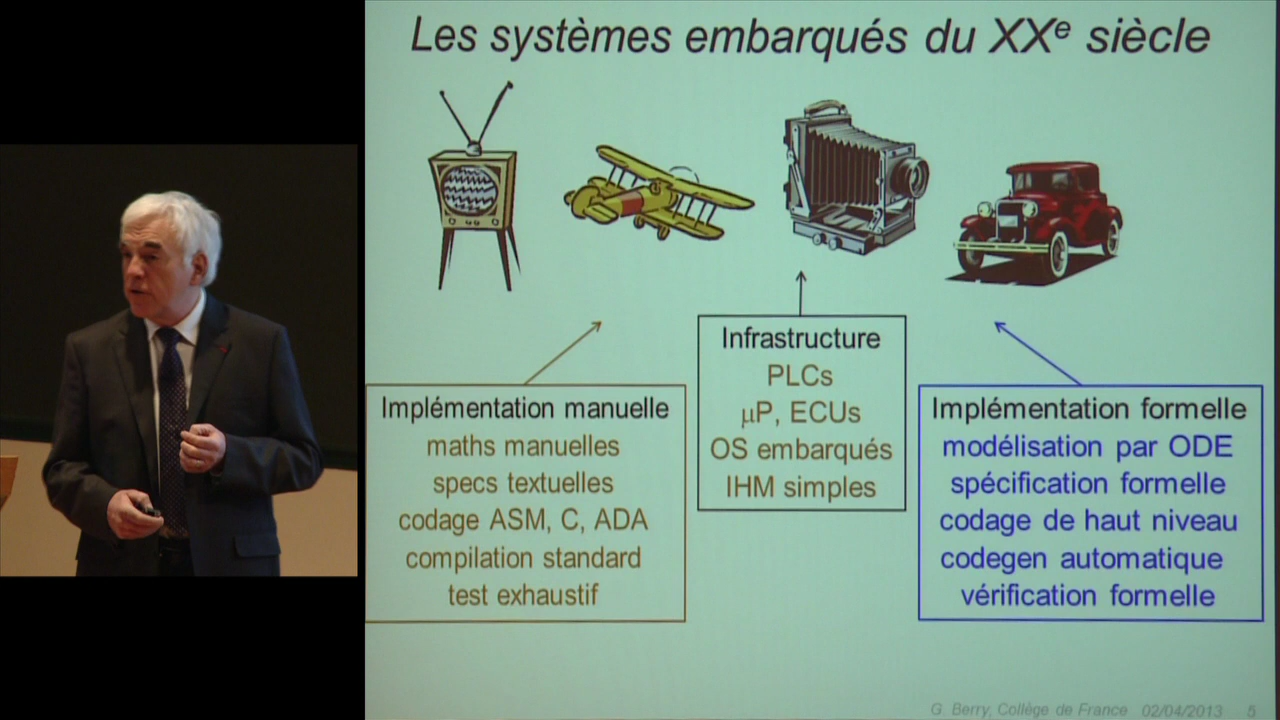 Les systèmes embarqués du XXe siècle
Implémentation manuelle
maths manuelles
specs textuelles
codage ASM, C, ADA
compilation standard
test exhaustif
Infrastructure
PLCs
µP, ECUs
OS embarqués
IHM simples
Implémentation formelle
modélisation par ODE
spécification formelle
codage de haut niveau
codegen automatique
vérification formelle
G. Berry, Collège de France 02/04/2013 5